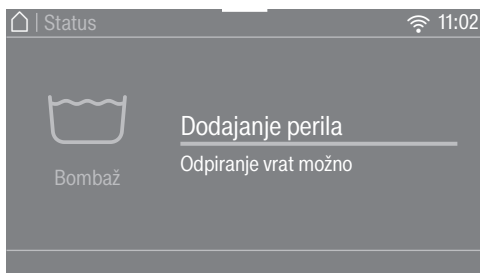 | Status 11:02
Dodajanje perila
Odpiranje vrat možno
Bombaž